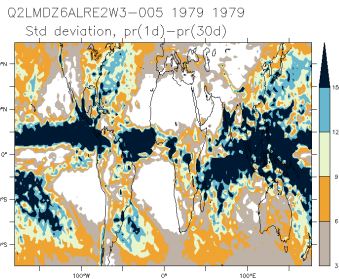 Q2LMDZ6ALRE2W3-005 1979 1979
Std deviation, pr(1d)-pr(30d)
°N
15
°N
12
0°
9
°S
6
°S
3
100°W
0°
100°E